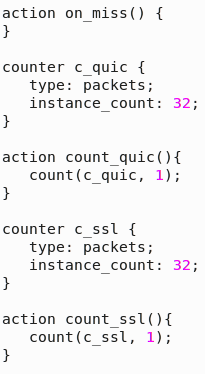 action on_miss() {
}
counter c_quic {
type: packets;
instance_count: 32;
}
action count_quic(){
count(c_quic, 1);
}
counter c_ssl {
type: packets;
instance_count: 32;
}
action count_ssl(){
count(c_ssl, 1);
}